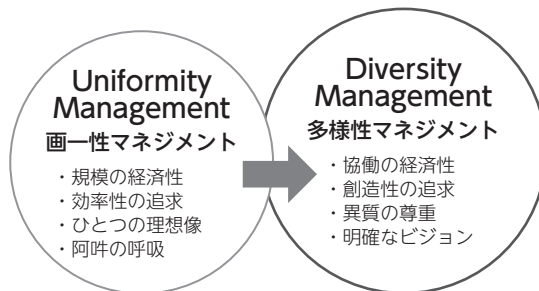 Uniformity
Management
画一性マネジメント
・規模の経済性
・効率性の追求
・ひとつの理想像
・阿吽の呼吸
Diversity
Management
多様性マネジメント
・協働の経済性
・創造性の追求
・異質の尊重
・明確なビジョン